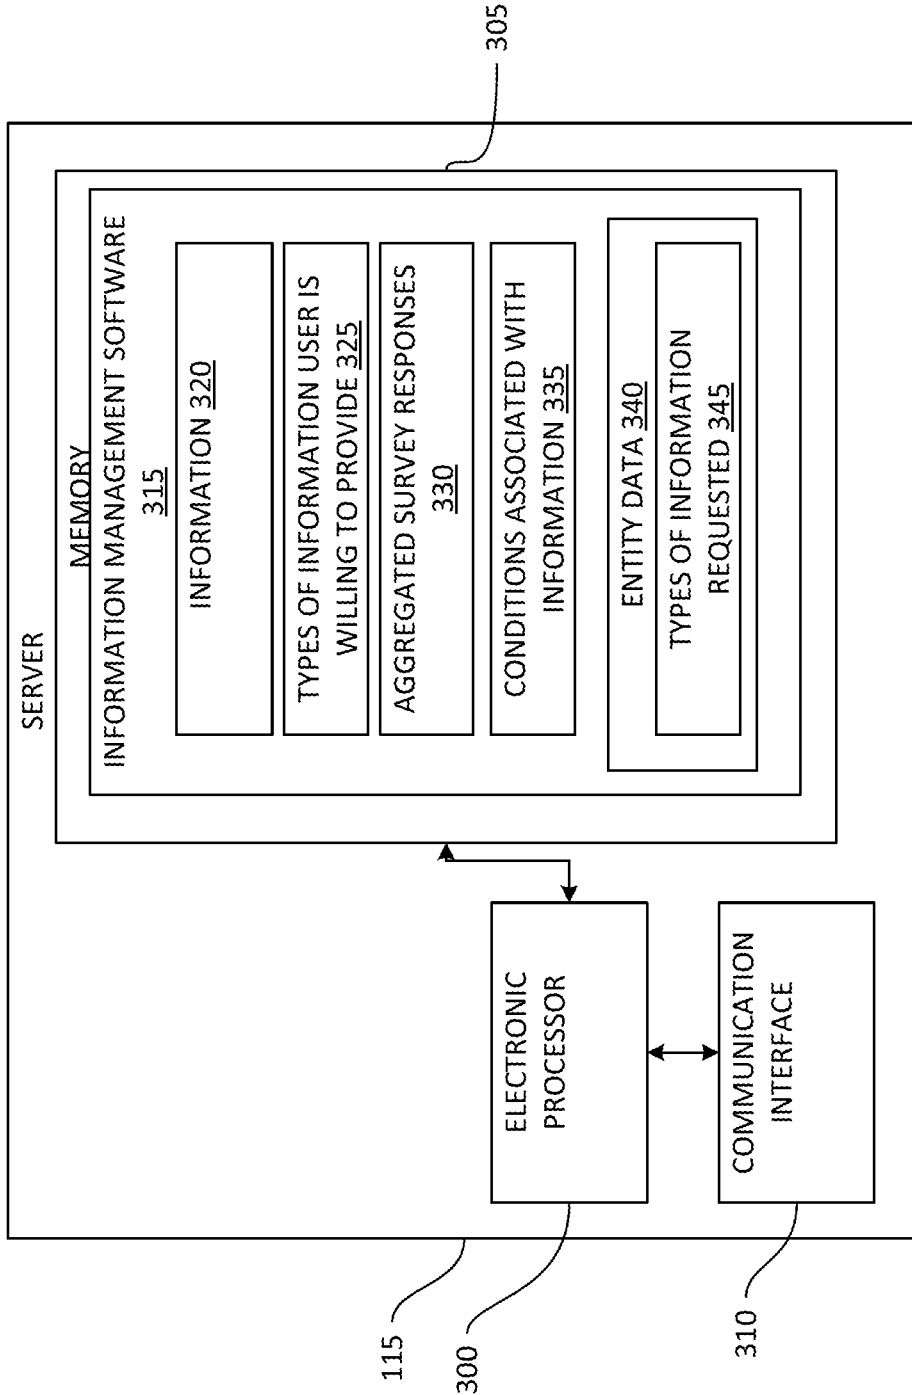 SERVER
MEMORY
INFORMATION MANAGEMENT SOFTWARE
315
INFORMATION 320
TYPES OF INFORMATION USER IS
WILLING TO PROVIDE 325
AGGREGATED SURVEY RESPONSES
330
CONDITIONS ASSOCIATED WITH
INFORMATION 335
ENTITY DATA 340
TYPES OF INFORMATION
REQUESTED 345
305
ELECTRONIC
PROCESSOR
COMMUNICATION
INTERFACE
115
300
310